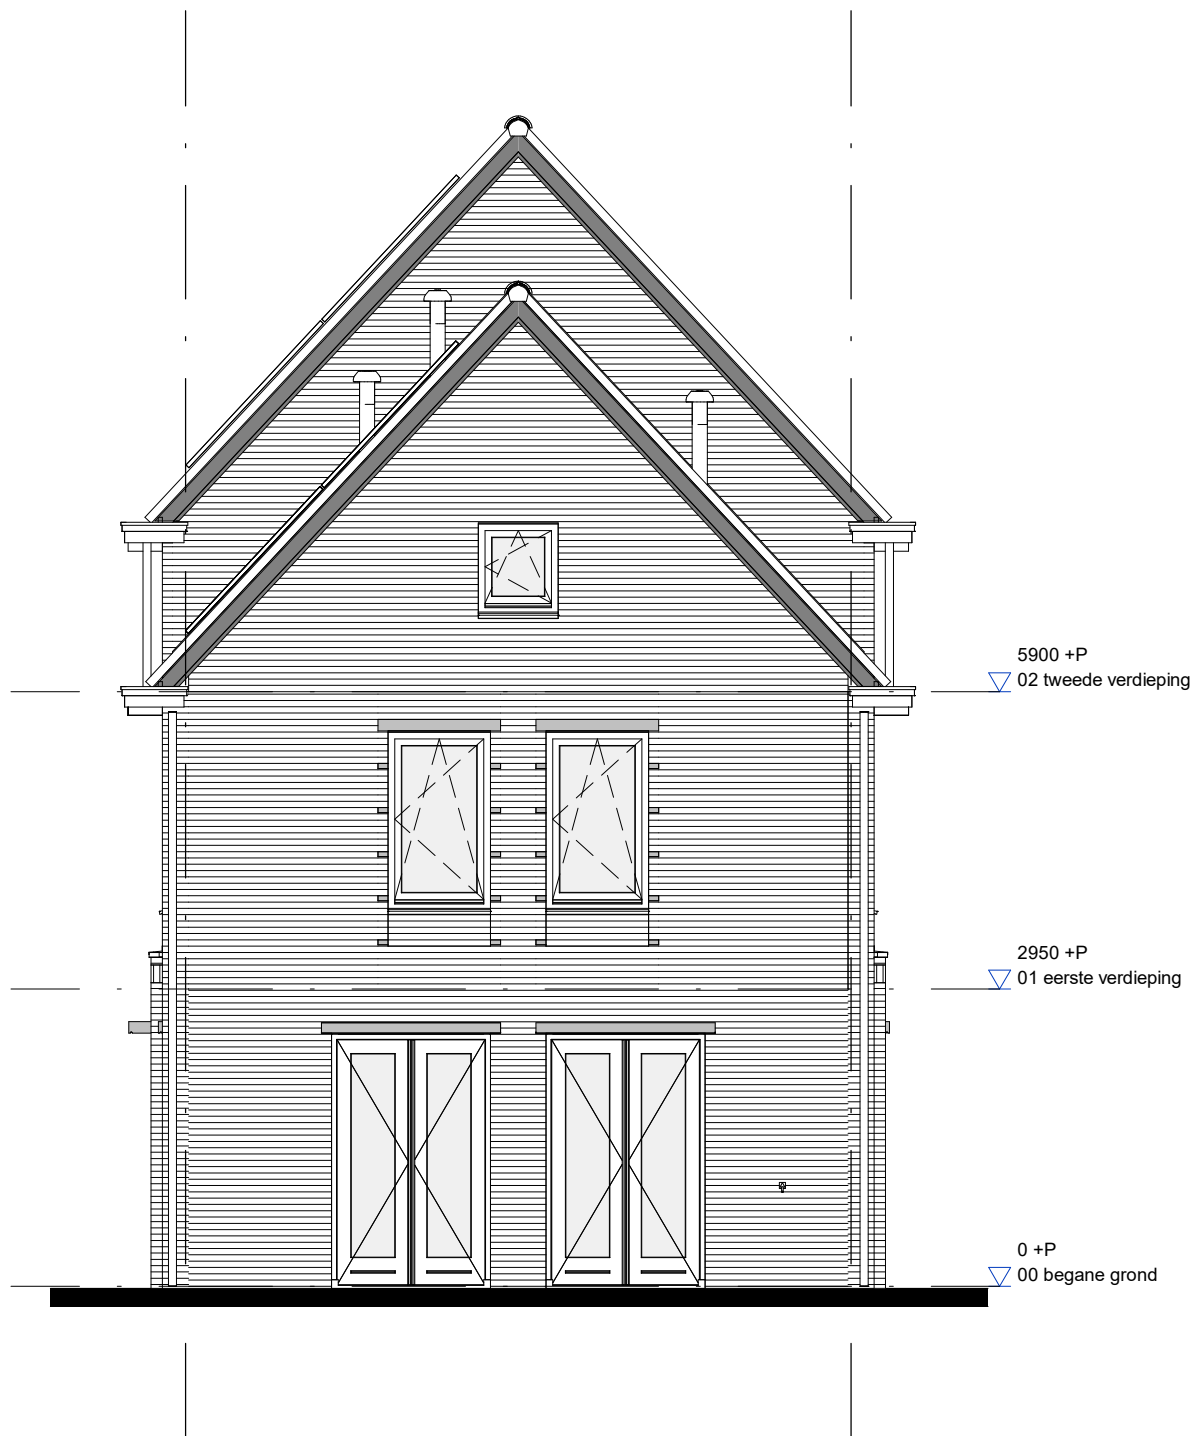 5900 +P
02 tweede verdieping
2950 +P
01 eerste verdieping
0 +P
00 begane grond